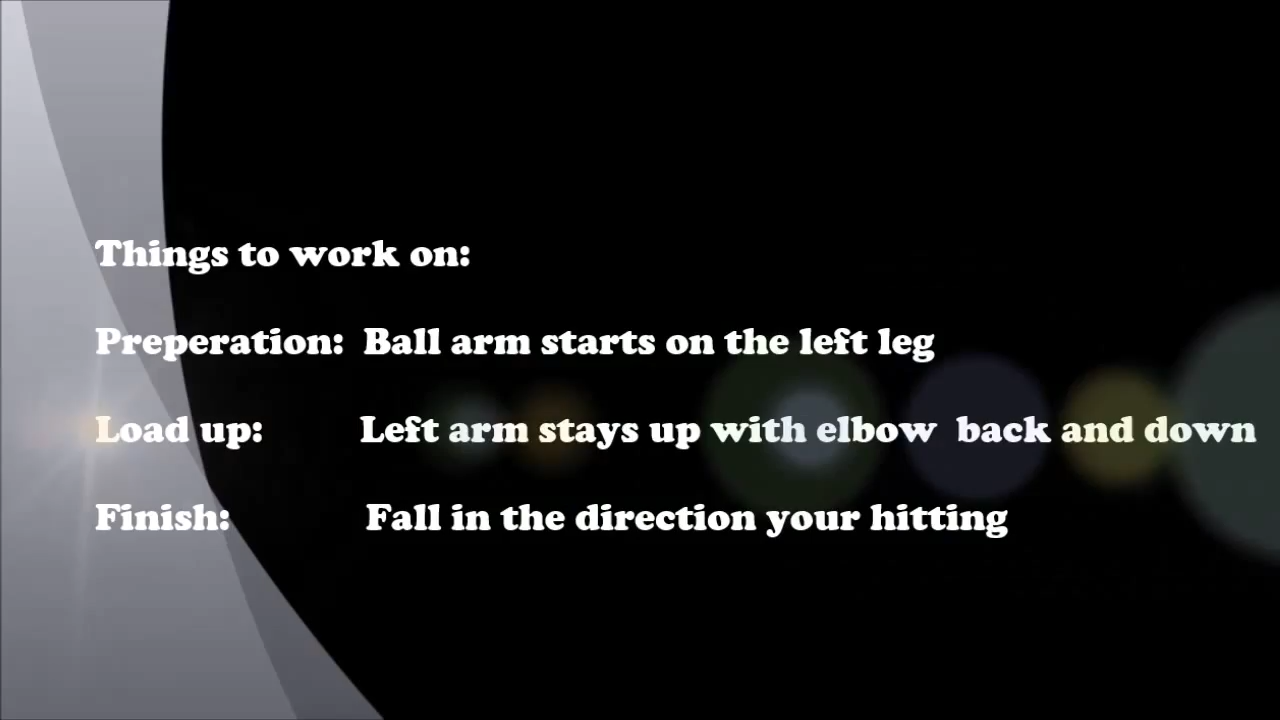 Things to work on:
Preperation: Ball arm starts on the left leg
Load up: Left arm stays up with elbow back and down
Finish: Fall in the direction your hitting